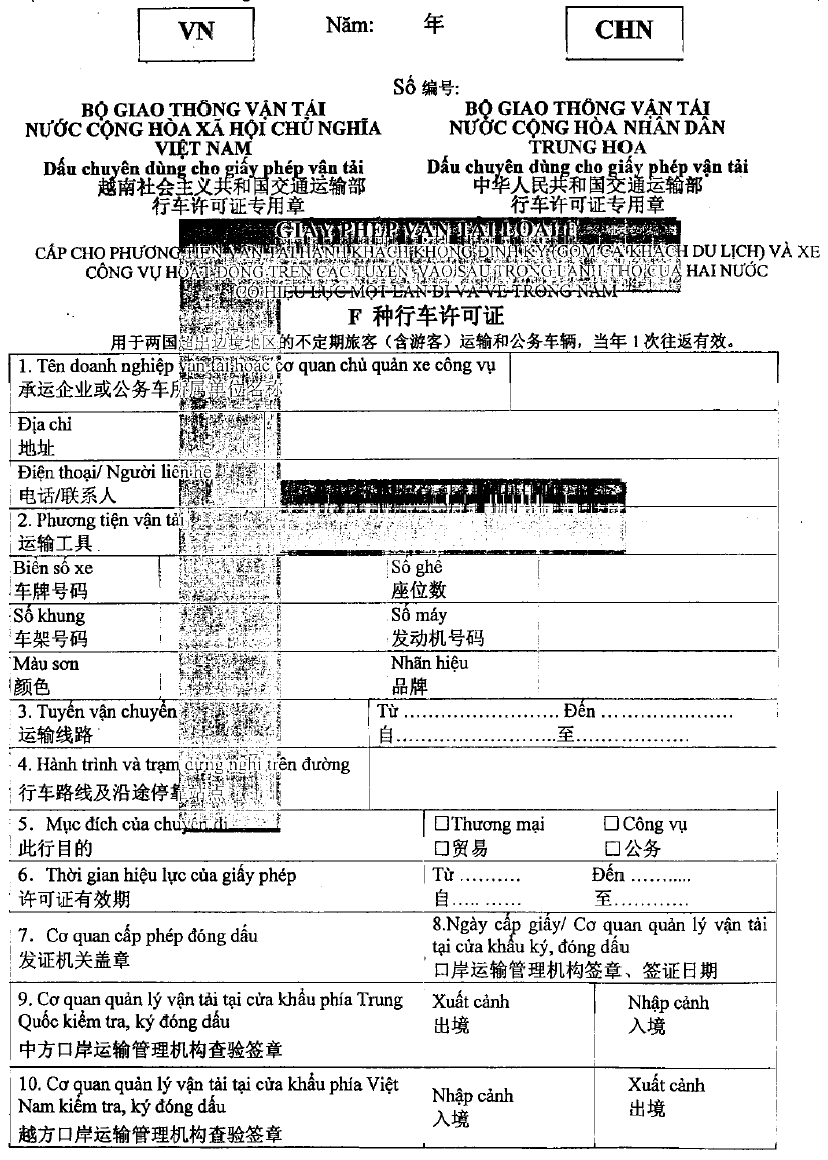 VN
Năm: 年
CHN
Số 编号:
BỘ GIAO THÔNG VẬN TẢI
NƯỚC CỘNG HÒA XÃ HỘI CHỦ NGHĨA
VIỆT NAM
Dấu chuyên dùng cho giấy phép vận tải
越南社会主义共和国交通运输部
行车许可证专用章
BỘ GIAO THÔNG VẬN TẢI
NƯỚC CỘNG HÒA NHÂN DÂN
TRUNG HOA
Dấu chuyên dùng cho giấy phép vận tải
中华人民共和国交通运输部
行车许可证专用章
GIẤY PHÉP VẬN TẢI LOẠI F
CẤP CHO PHƯƠNG TIỆN VẬN TẢI HÀNH KHÁCH KHÔNG ĐỊNH KỲ (GỒM CẢ KHÁCH DU LỊCH) VÀ XE
CÔNG VỤ HOẠT ĐỘNG TRÊN CÁC TUYẾN VÀO SÂU TRONG LÃNH THỔ CỦA HAI NƯỚC
CÓ HIỆU LỰC MỘT LẦN ĐI VÀ VỀ TRONG NĂM
F 种行车许可证
用于两国超出边境地区的不定期旅客（含游客）运输和公务车辆，当年 1 次往返有效。
1. Tên doanh nghiệp vận tải hoặc cơ quan chủ quản xe công vụ
承运企业或公务车所属单位名称
Địa chỉ
地址
Điện thoại/ Người liên hệ
电话/联系人
2. Phương tiện vận tải
运输工具
Biển số xe
车牌号码
Số ghế
座位数
Số khung
车架号码
Số máy
发动机号码
Màu sơn
颜色
Nhãn hiệu
品牌
3. Tuyến vận chuyển
运输线路
Từ ............................ Đến ........................
自............................至....................
4. Hành trình và trạm dừng nghỉ trên đường
行车路线及沿途停靠站点
5. Mục đích của chuyến đi
此行目的
□Thương mại □Công vụ
□贸易 □公务
6. Thời gian hiệu lực của giấy phép
许可证有效期
Từ .......... Đến ...........
自........... 至............
7. Cơ quan cấp phép đóng dấu
发证机关盖章
8.Ngày cấp giấy/ Cơ quan quản lý vận tải
tại cửa khẩu ký, đóng dấu
口岸运输管理机构签章、签证日期
9. Cơ quan quản lý vận tải tại cửa khẩu phía Trung
Quốc kiểm tra, ký đóng dấu
中方口岸运输管理机构查验签章
Xuất cảnh
出境
Nhập cảnh
入境
10. Cơ quan quản lý vận tải tại cửa khẩu phía Việt
Nam kiểm tra, ký đóng dấu
越方口岸运输管理机构查验签章
Nhập cảnh
入境
Xuất cảnh
出境